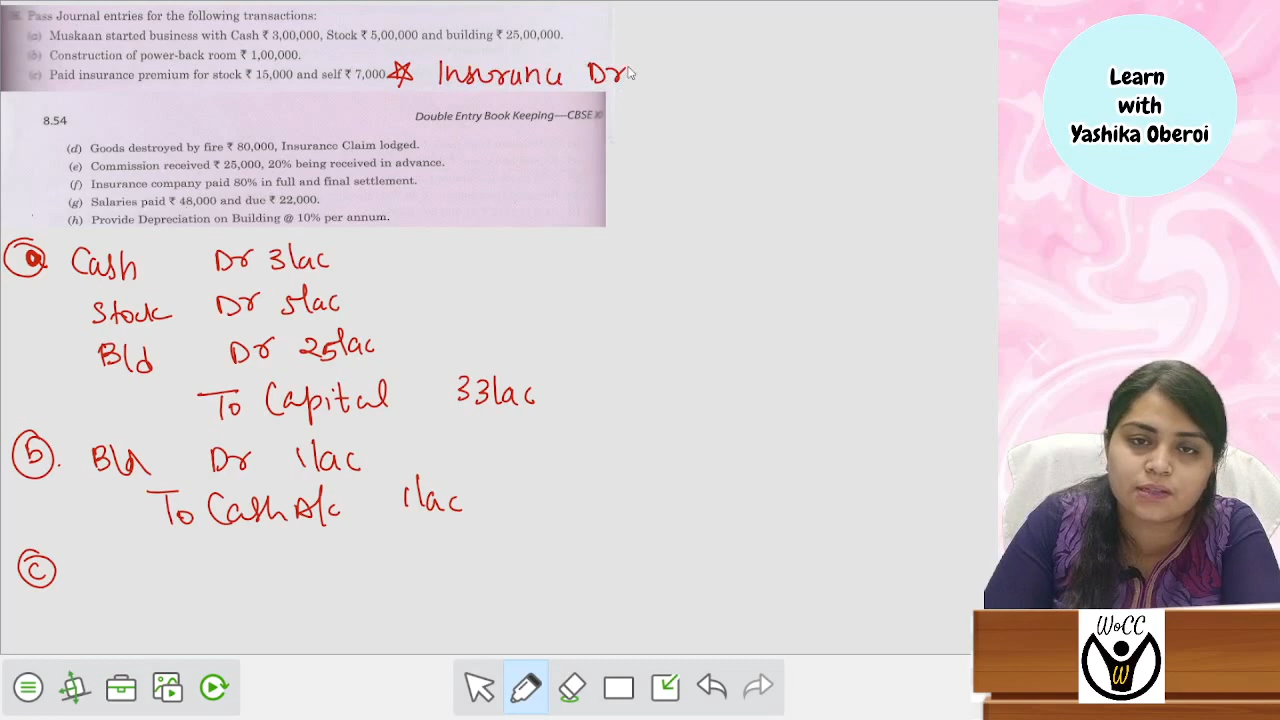 Pass Journal entries for the following transactions:
(a) Muskaan started business with Cash ₹ 3,00,000, Stock ₹ 5,00,000 and building ₹ 25,00,000.
(b) Construction of power-back room ₹ 1,00,000.
(c) Paid insurance premium for stock ₹ 15,000 and self ₹ 7,000. Insurance Dr
8.54 Double Entry Book Keeping—CBSE
(d) Goods destroyed by fire ₹ 80,000, Insurance Claim lodged.
(e) Commission received ₹ 25,000, 20% being received in advance.
(f) Insurance company paid 80% in full and final settlement.
(g) Salaries paid ₹ 48,000 and due ₹ 22,000.
(h) Provide Depreciation on Building @ 10% per annum.
a Cash Dr 3lac
Stock Dr 5lac
Bld Dr 25lac
To Capital 33lac
b. Bld Dr 1lac
To Cash A/c 1lac
c
Learn
with
Yashika Oberoi
WoCC
W